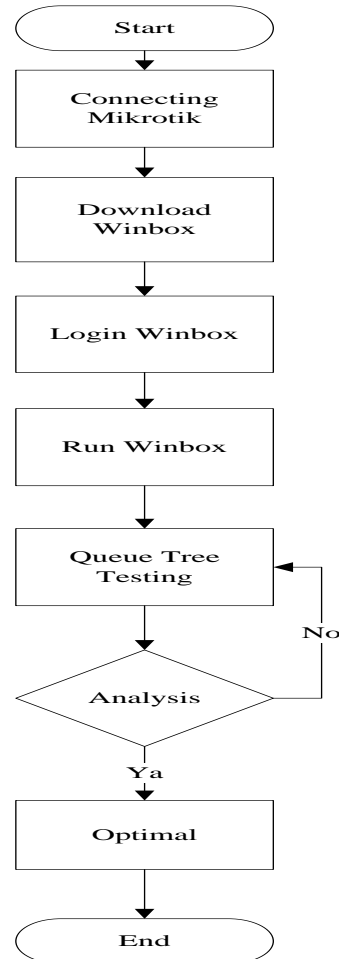 Start
Connecting
Mikrotik
Download
Winbox
Login Winbox
Run Winbox
Queue Tree
Testing
No
Analysis
Ya
Optimal
End